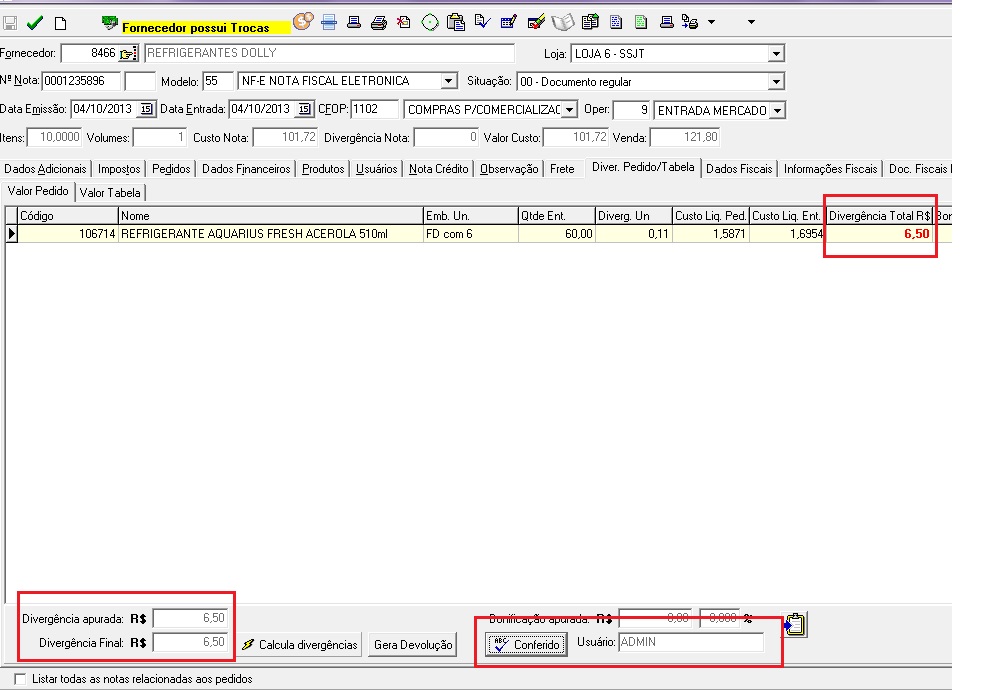 Fornecedor possui Trocas
Fornecedor: 8466 REFRIGERANTES DOLLY Loja: LOJA 6 - SSJT
Nº Nota: 0001235896 Modelo: 55 NF-E NOTA FISCAL ELETRONICA Situação: 00 - Documento regular
Data Emissão: 04/10/2013 15 Data Entrada: 04/10/2013 15 CFOP: 1102 COMPRAS P/COMERCIALIZAC Oper: 9 ENTRADA MERCADO
Itens: 10,0000 Volumes: 1 Custo Nota: 101,72 Divergência Nota: 0 Valor Custo: 101,72 Venda: 121,80
Dados Adicionais Impostos Pedidos Dados Financeiros Produtos Usuários Nota Crédito Observação Frete Diver. Pedido/Tabela Dados Fiscais Informações Fiscais Doc. Fiscais
Valor Pedido Valor Tabela
Código Nome Emb. Un. Qtde Ent. Diverg. Un Custo Liq. Ped. Custo Liq. Ent. Divergência Total R$ Bor
106714 REFRIGERANTE AQUARIUS FRESH ACEROLA 510ml FD com 6 60,00 0,11 1,5871 1,6954 6,50
Divergência apurada: R$ 6,50 Bonificação apurada: R$ 0,00 0,000 %
Divergência Final: R$ 6,50 Calcula divergências Gera Devolução ABC Conferido Usuário: ADMIN
Listar todas as notas relacionadas aos pedidos